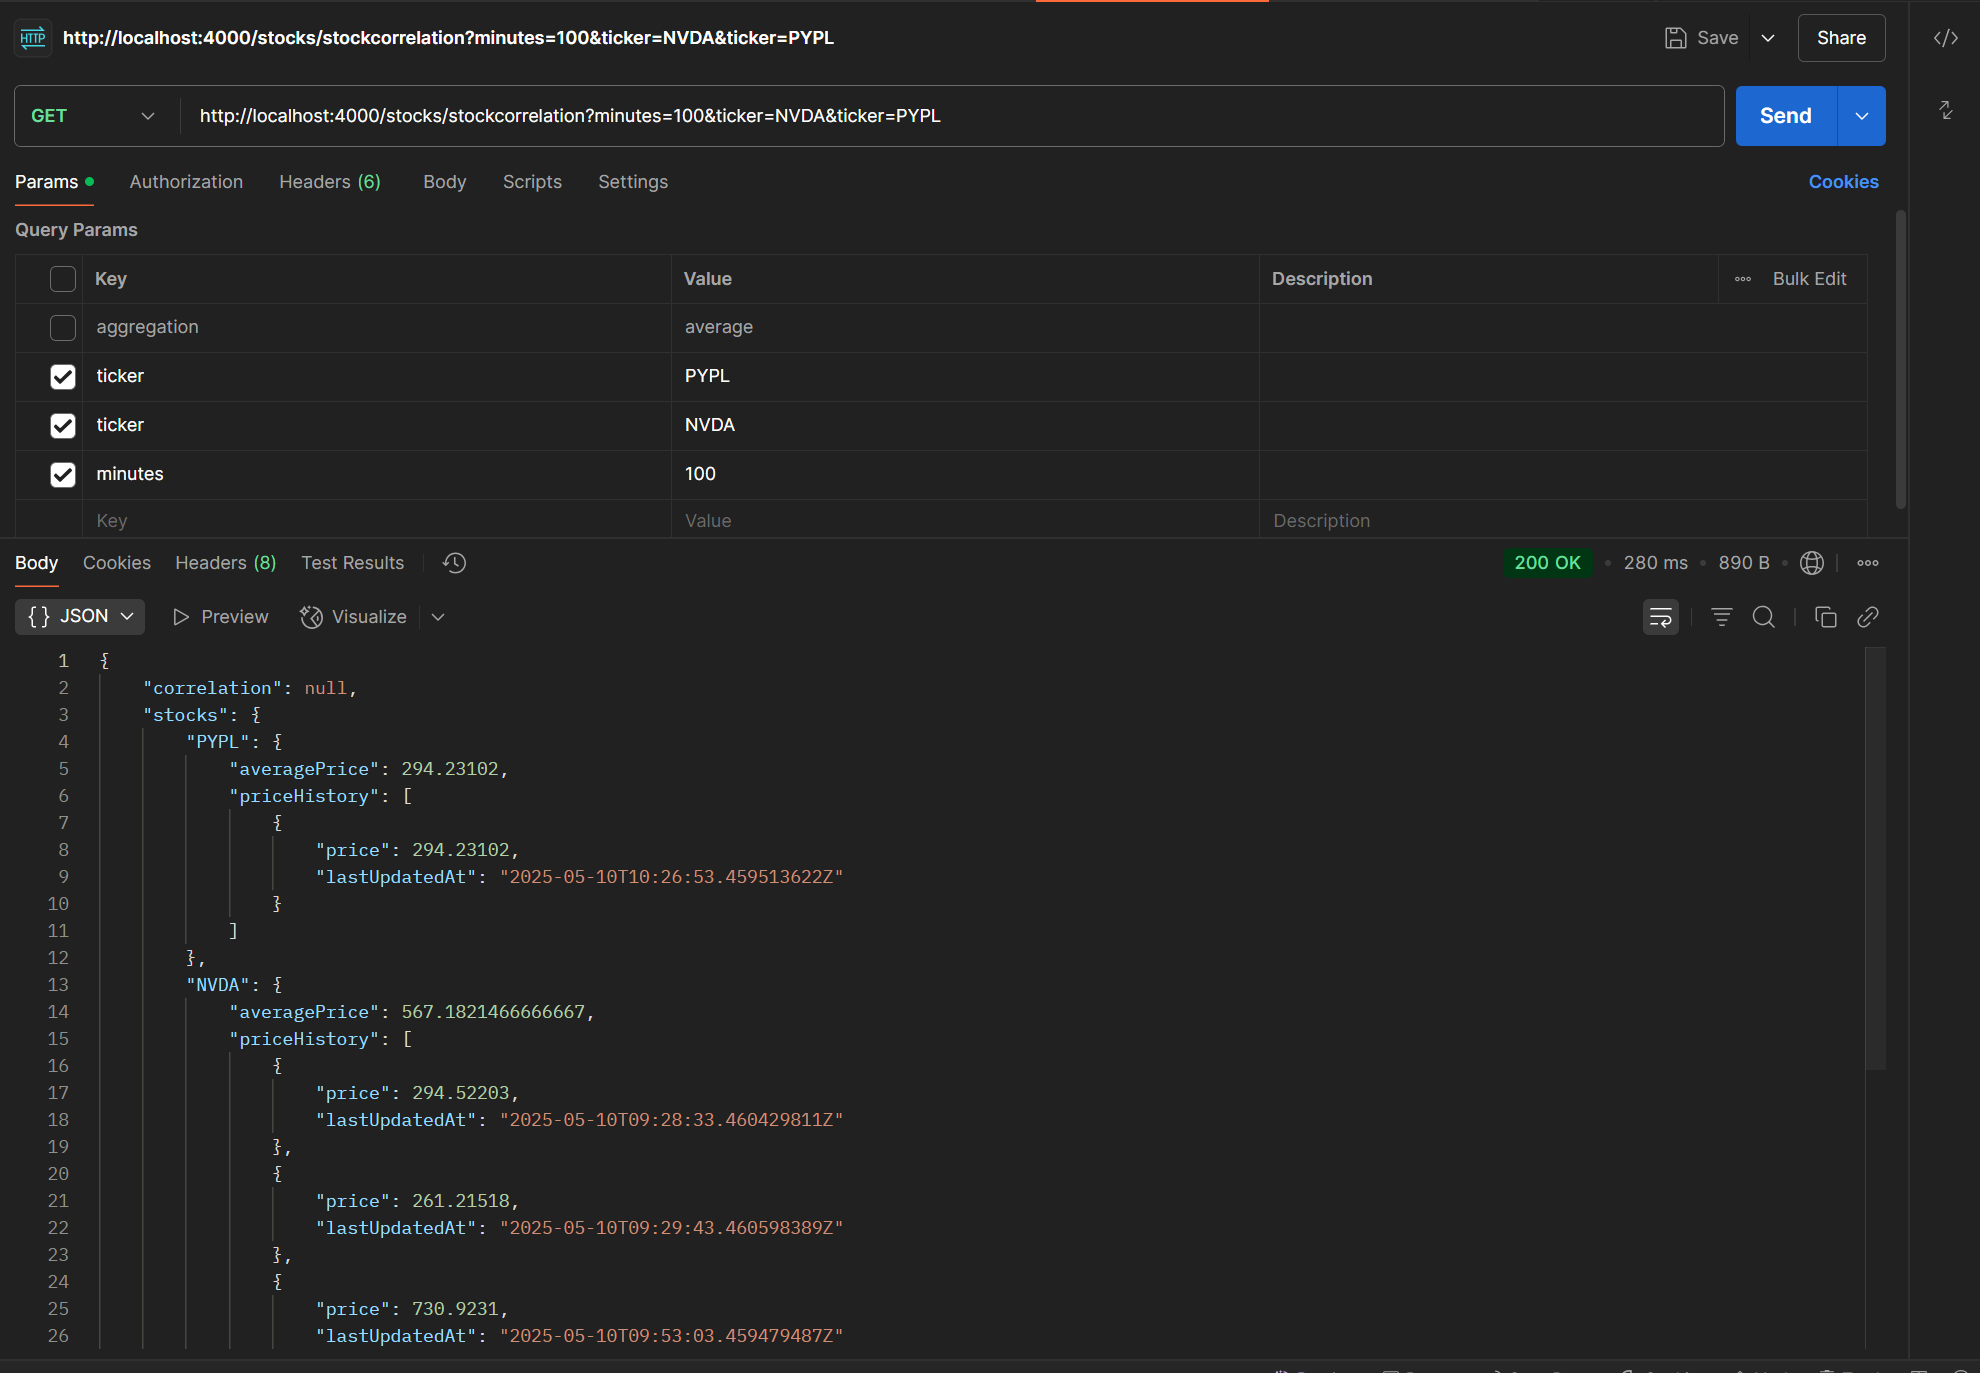 HTTP http://localhost:4000/stocks/stockcorrelation?minutes=100&ticker=NVDA&ticker=PYPL Save Share
GET http://localhost:4000/stocks/stockcorrelation?minutes=100&ticker=NVDA&ticker=PYPL Send
Params Authorization Headers (6) Body Scripts Settings Cookies
Query Params
Key Value Description Bulk Edit
aggregation average
ticker PYPL
ticker NVDA
minutes 100
Key Value Description
Body Cookies Headers (8) Test Results 200 OK • 280 ms • 890 B •
{} JSON Preview Visualize
1 {
2 "correlation": null,
3 "stocks": {
4 "PYPL": {
5 "averagePrice": 294.23102,
6 "priceHistory": [
7 {
8 "price": 294.23102,
9 "lastUpdatedAt": "2025-05-10T10:26:53.459513622Z"
10 }
11 ]
12 },
13 "NVDA": {
14 "averagePrice": 567.1821466666667,
15 "priceHistory": [
16 {
17 "price": 294.52203,
18 "lastUpdatedAt": "2025-05-10T09:28:33.460429811Z"
19 },
20 {
21 "price": 261.21518,
22 "lastUpdatedAt": "2025-05-10T09:29:43.460598389Z"
23 },
24 {
25 "price": 730.9231,
26 "lastUpdatedAt": "2025-05-10T09:53:03.459479487Z"